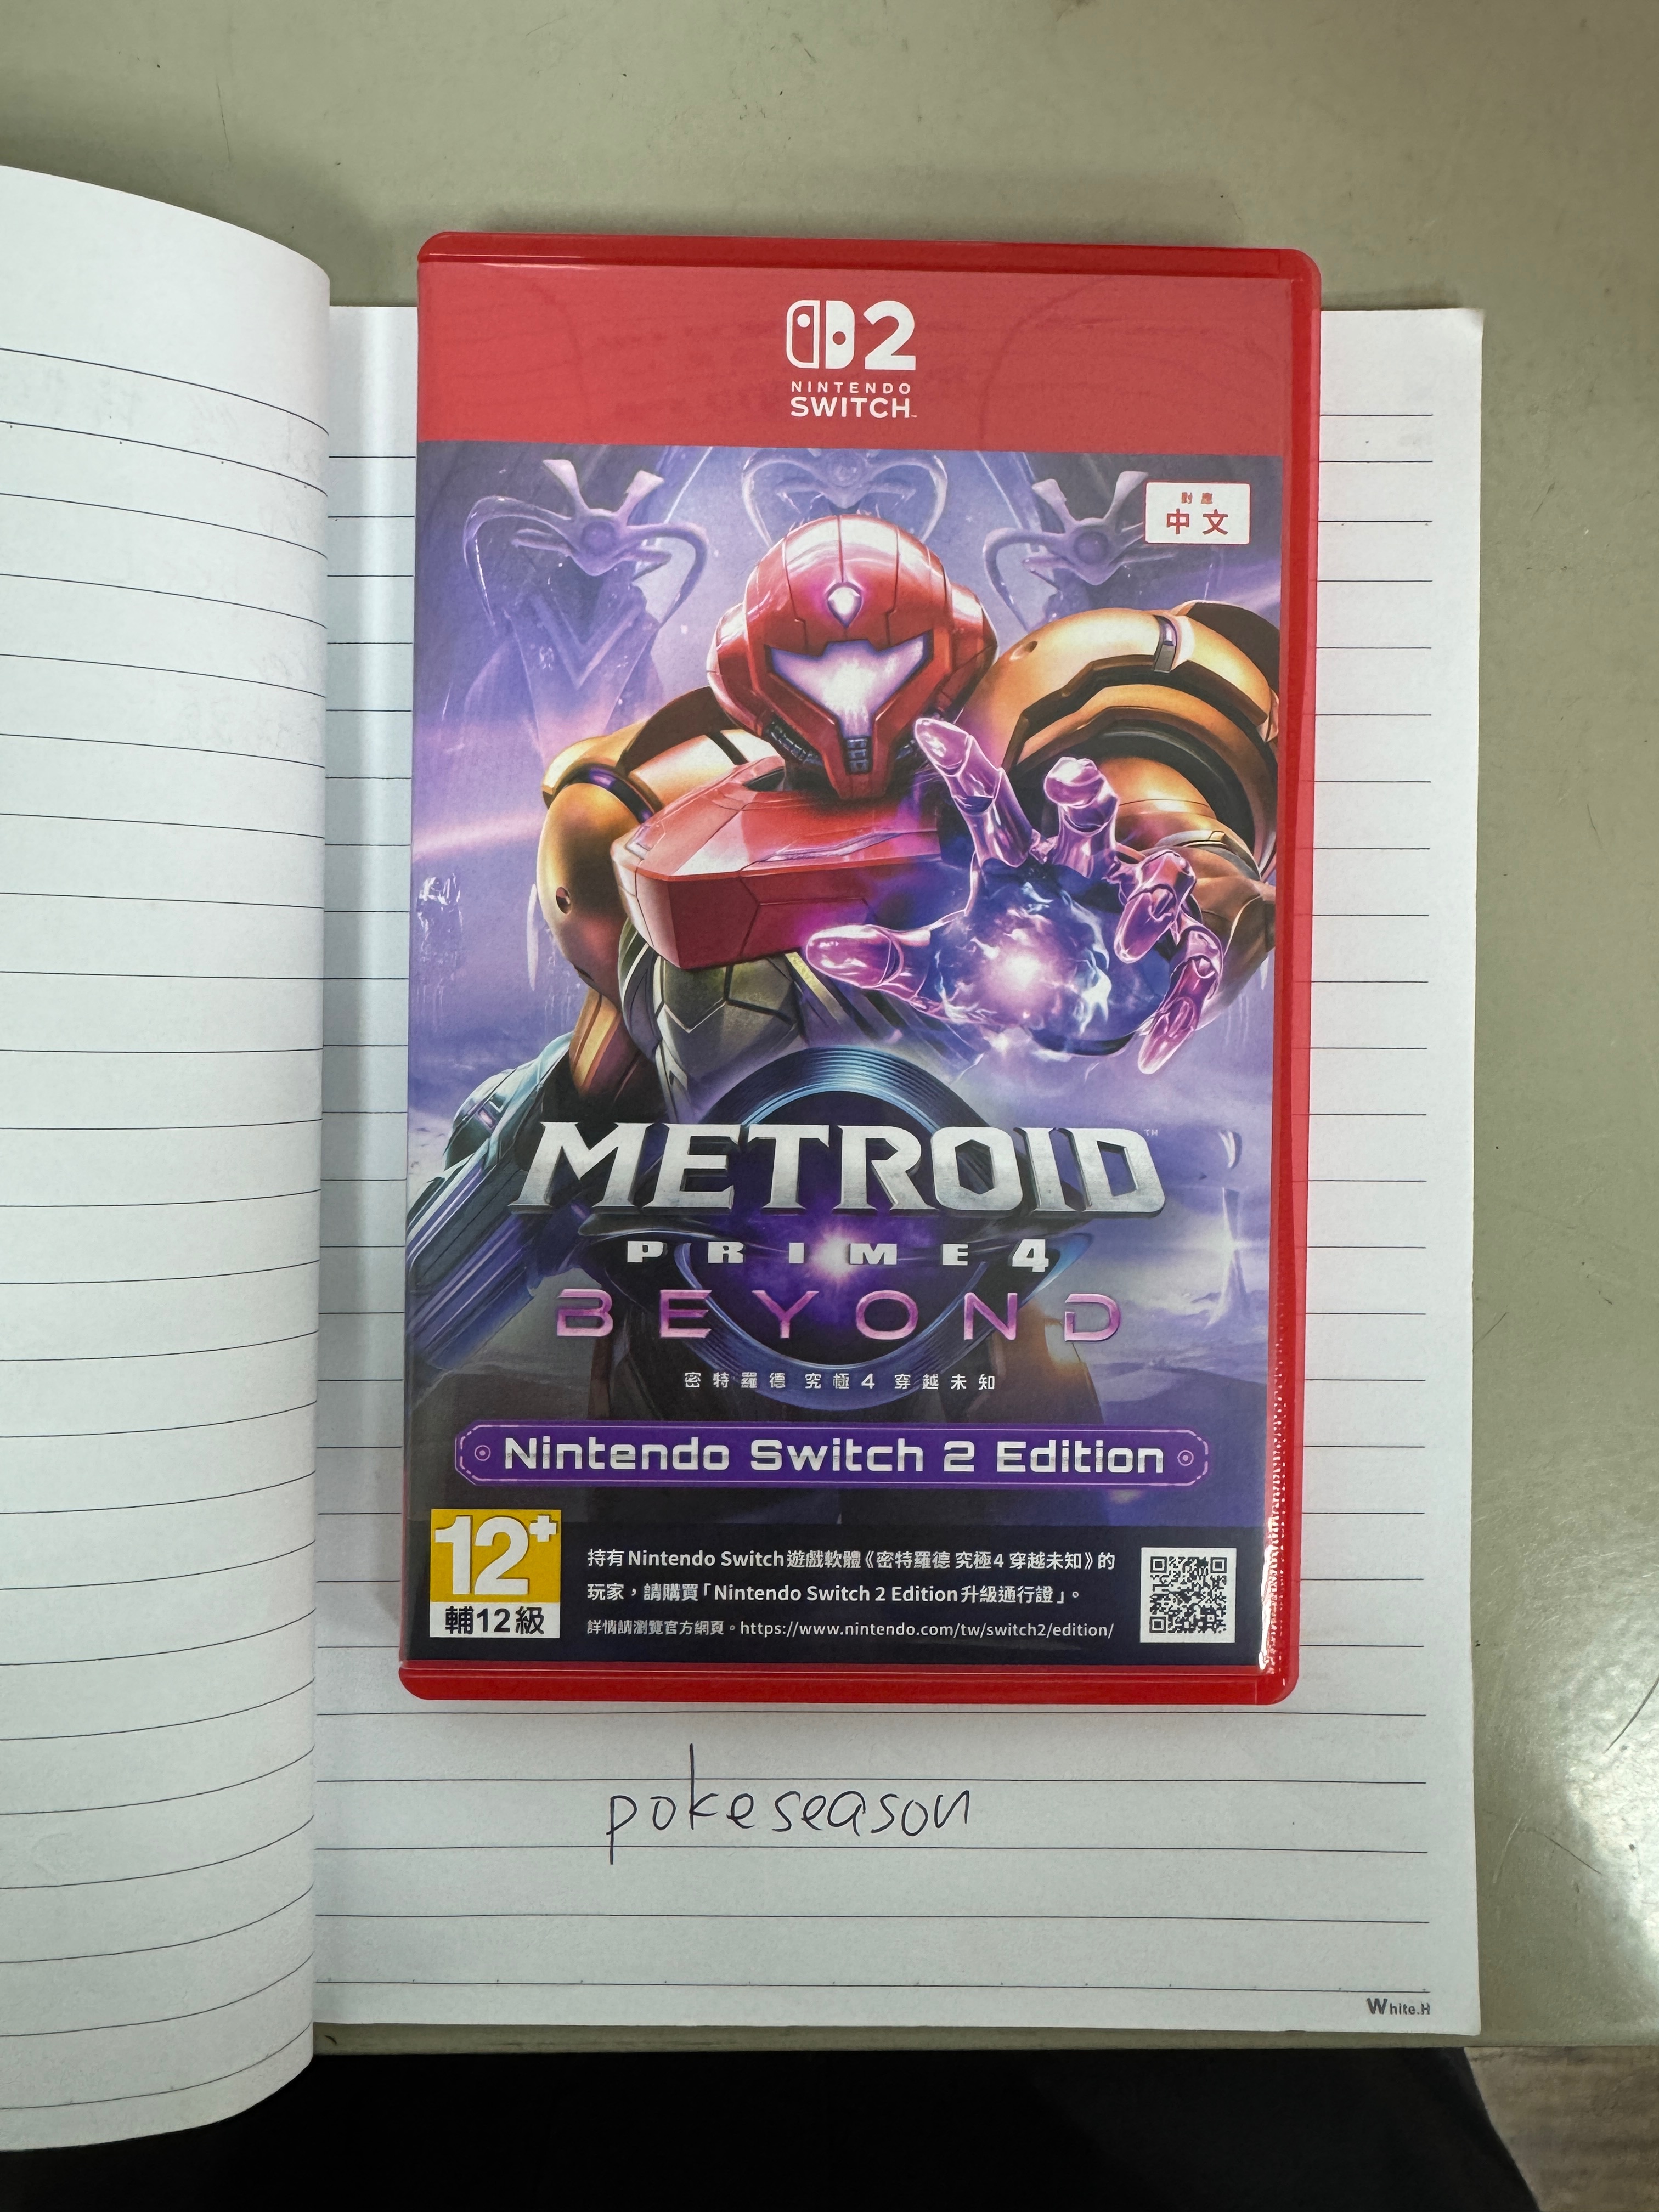 2
NINTENDO
SWITCH™
對應
中文
METROID™
PRIME 4
BEYOND
密特羅德 究極4 穿越未知
Nintendo Switch 2 Edition
12+
輔12級
持有Nintendo Switch遊戲軟體《密特羅德 究極4 穿越未知》的
玩家，請購買「Nintendo Switch 2 Edition升級通行證」。
詳情請瀏覽官方網頁。https://www.nintendo.com/tw/switch2/edition/
pokeseason
White.H